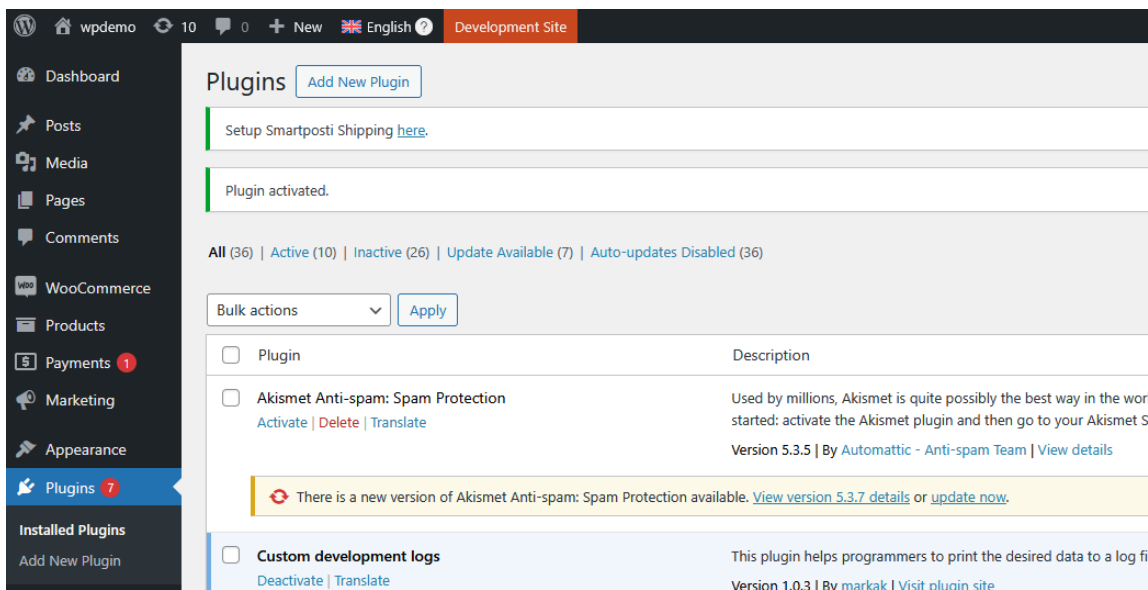 wpdemo 10 0 New English ? Development Site
Dashboard
Posts
Media
Pages
Comments
WOO WooCommerce
Products
$ Payments 1
Marketing
Appearance
Plugins 7
Installed Plugins
Add New Plugin
Plugins Add New Plugin
Setup Smartposti Shipping here.
Plugin activated.
All (36) | Active (10) | Inactive (26) | Update Available (7) | Auto-updates Disabled (36)
Bulk actions Apply
Plugin Description
Akismet Anti-spam: Spam Protection
Activate | Delete | Translate
Used by millions, Akismet is quite possibly the best way in the wor
started: activate the Akismet plugin and then go to your Akismet S
Version 5.3.5 | By Automattic - Anti-spam Team | View details
There is a new version of Akismet Anti-spam: Spam Protection available. View version 5.3.7 details or update now.
Custom development logs
Deactivate | Translate
This plugin helps programmers to print the desired data to a log fi
Version 1.0.3 | By markak | Visit plugin site